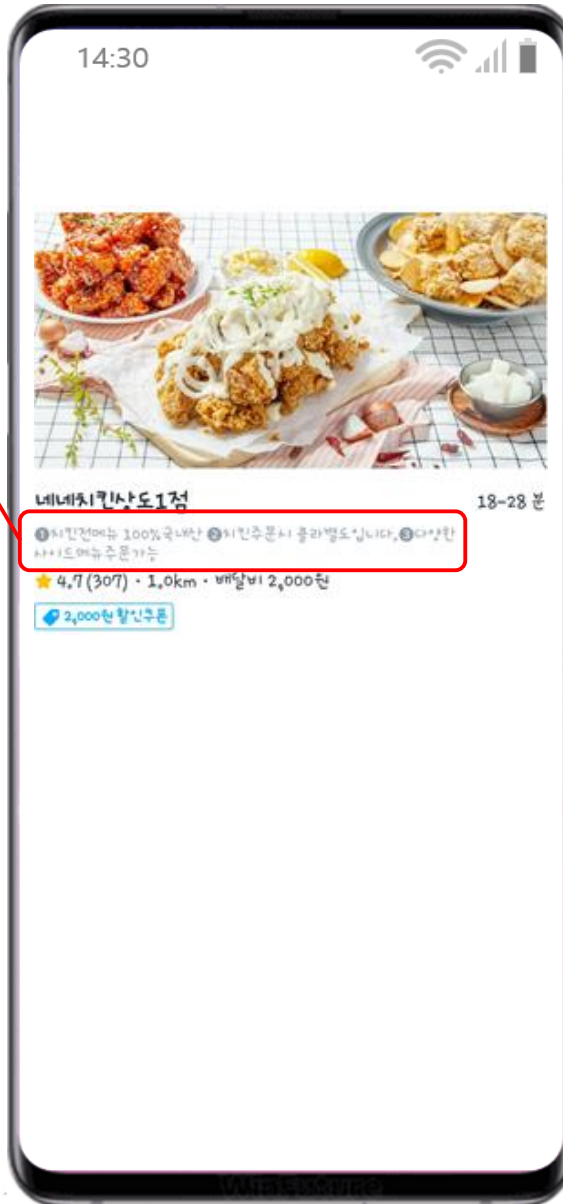 14:30
네네치킨상도1점 18-28 분
❶치킨전메뉴 100%국내산 ❷치킨주문시 콜라별도입니다,❸다양한
사이드메뉴주문가능
4.7(307) · 1.0km · 배달비 2,000원
2,000원 할인쿠폰